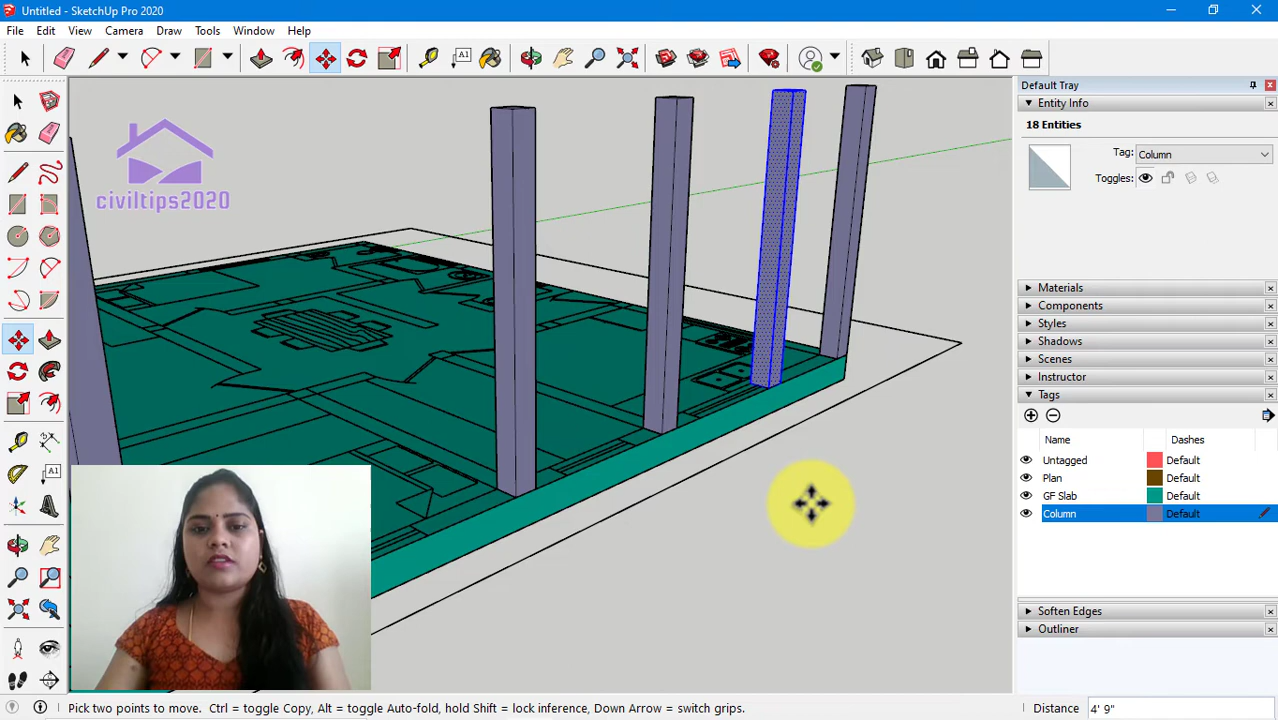 Untitled - SketchUp Pro 2020
File Edit View Camera Draw Tools Window Help
A1
civiltips2020
A1
Default Tray
Entity Info
18 Entities
Tag: Column
Toggles:
Materials
Components
Styles
Shadows
Scenes
Instructor
Tags
Name Dashes
Untagged Default
Plan Default
GF Slab Default
Column Default
Soften Edges
Outliner
Pick two points to move. Ctrl = toggle Copy, Alt = toggle Auto-fold, hold Shift = lock inference, Down Arrow = switch grips. Distance 4' 9"